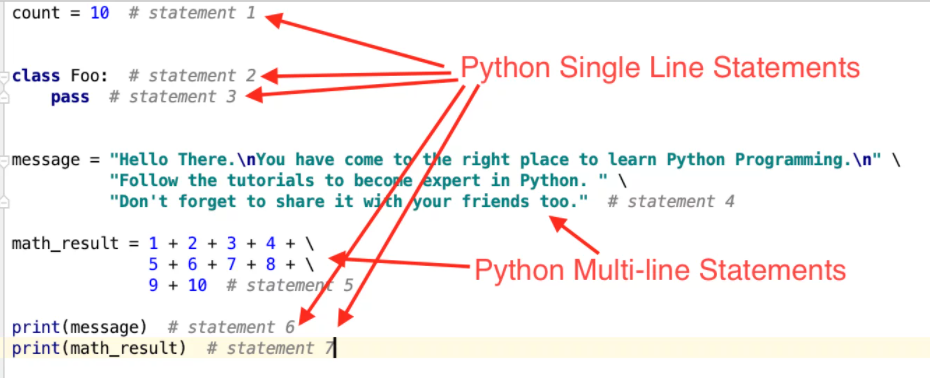 count = 10  # statement 1
class Foo:  # statement 2
    pass  # statement 3
Python Single Line Statements
message = "Hello There.\nYou have come to the right place to learn Python Programming.\n" \
          "Follow the tutorials to become expert in Python. " \
          "Don't forget to share it with your friends too."  # statement 4
math_result = 1 + 2 + 3 + 4 + \
              5 + 6 + 7 + 8 + \
              9 + 10  # statement 5
Python Multi-line Statements
print(message)  # statement 6
print(math_result)  # statement 7